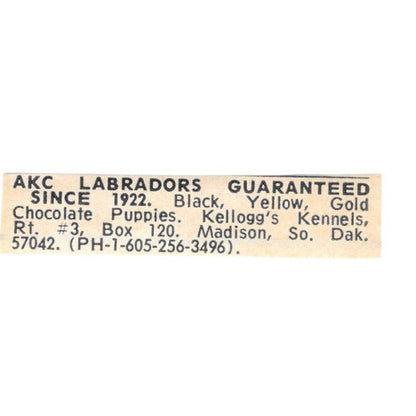 AKC LABRADORS GUARANTEED
SINCE 1922. Black, Yellow, Gold
Chocolate Puppies. Kellogg's Kennels,
Rt. #3, Box 120. Madison, So. Dak.
57042. (PH-1-605-256-3496).